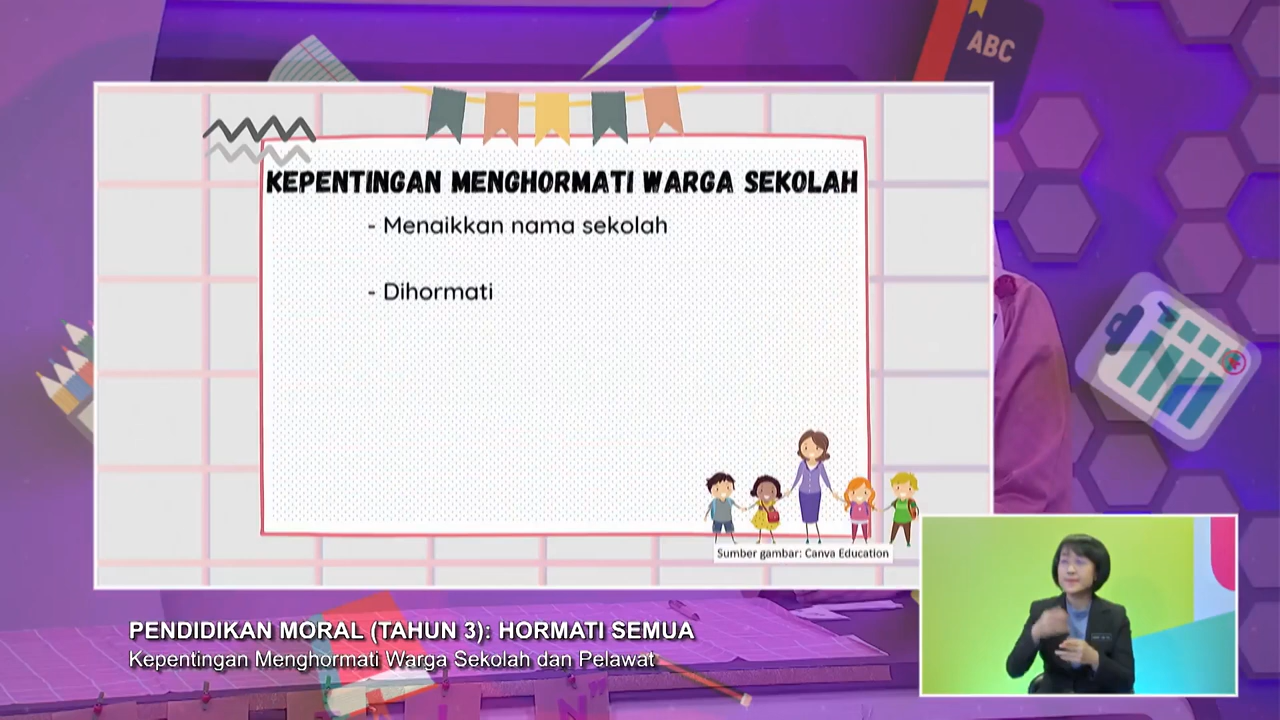 ABC
KEPENTINGAN MENGHORMATI WARGA SEKOLAH
- Menaikkan nama sekolah
- Dihormati
Sumber gambar: Canva Education
PENDIDIKAN MORAL (TAHUN 3): HORMATI SEMUA
Kepentingan Menghormati Warga Sekolah dan Pelawat